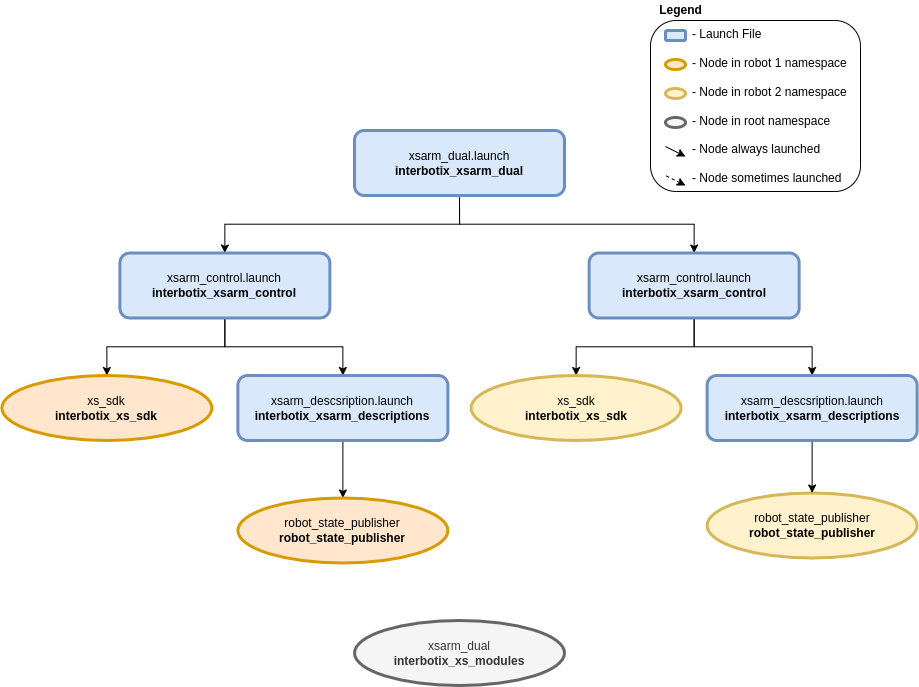 Legend
- Launch File
- Node in robot 1 namespace
- Node in robot 2 namespace
- Node in root namespace
- Node always launched
- Node sometimes launched
xsarm_dual.launch
interbotix_xsarm_dual
xsarm_control.launch
interbotix_xsarm_control
xsarm_control.launch
interbotix_xsarm_control
xs_sdk
interbotix_xs_sdk
xsarm_descsription.launch
interbotix_xsarm_descriptions
xs_sdk
interbotix_xs_sdk
xsarm_descsription.launch
interbotix_xsarm_descriptions
robot_state_publisher
robot_state_publisher
robot_state_publisher
robot_state_publisher
xsarm_dual
interbotix_xs_modules